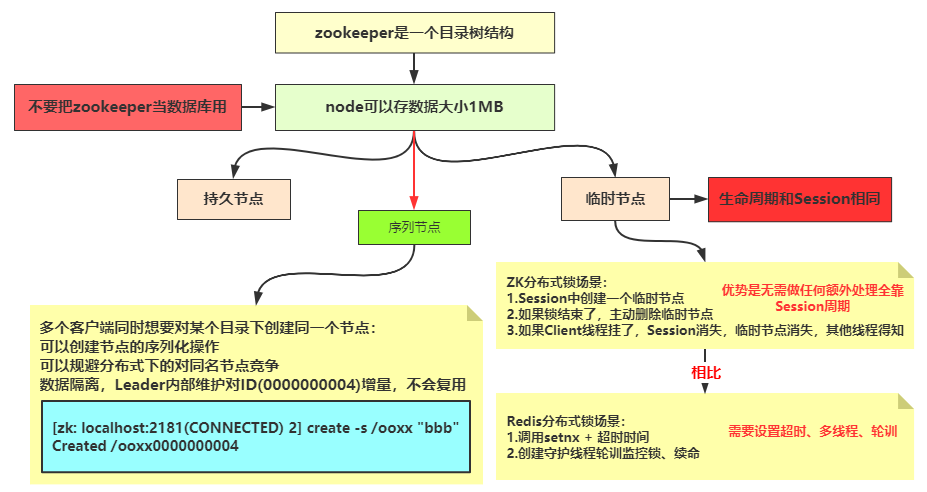 zookeeper是一个目录树结构
不要把zookeeper当数据库用
node可以存数据大小1MB
持久节点
序列节点
临时节点
生命周期和Session相同
多个客户端同时想要对某个目录下创建同一个节点：
可以创建节点的序列化操作
可以规避分布式下的对同名节点竞争
数据隔离，Leader内部维护对ID(0000000004)增量，不会复用
[zk: localhost:2181(CONNECTED) 2] create -s /ooxx "bbb"
Created /ooxx0000000004
ZK分布式锁场景：
1.Session中创建一个临时节点
2.如果锁结束了，主动删除临时节点
3.如果Client线程挂了，Session消失，临时节点消失，其他线程得知
优势是无需做任何额外处理全靠
Session周期
相比
Redis分布式锁场景：
1.调用setnx + 超时时间
2.创建守护线程轮训监控锁、续命
需要设置超时、多线程、轮训